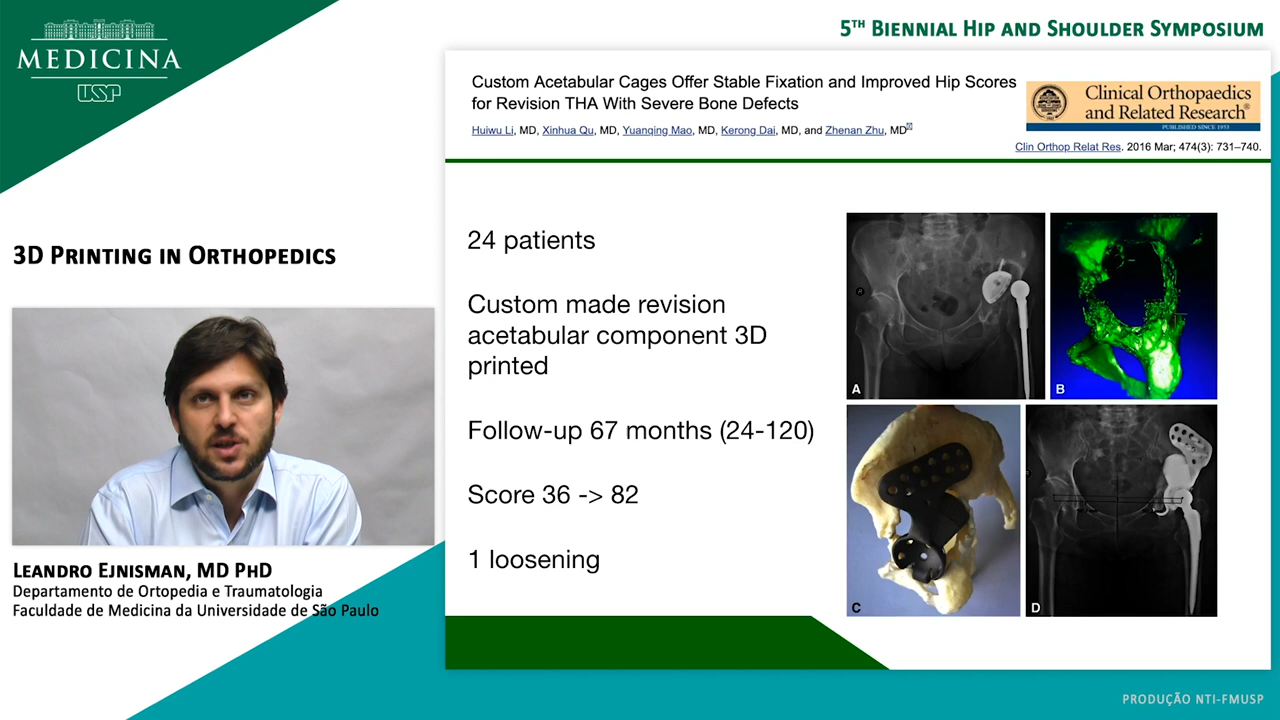 MEDICINA
USP
5TH BIENNIAL HIP AND SHOULDER SYMPOSIUM
Custom Acetabular Cages Offer Stable Fixation and Improved Hip Scores
for Revision THA With Severe Bone Defects
Huiwu Li, MD, Xinhua Qu, MD, Yuanqing Mao, MD, Kerong Dai, MD, and Zhenan Zhu, MD
Clinical Orthopaedics
and Related Research®
PUBLISHED SINCE 1953
Clin Orthop Relat Res. 2016 Mar; 474(3): 731–740.
3D PRINTING IN ORTHOPEDICS
24 patients
Custom made revision
acetabular component 3D
printed
Follow-up 67 months (24-120)
Score 36 -> 82
1 loosening
A
B
C
D
LEANDRO EJNISMAN, MD PHD
Departamento de Ortopedia e Traumatologia
Faculdade de Medicina da Universidade de São Paulo
PRODUÇÃO NTI-FMUSP